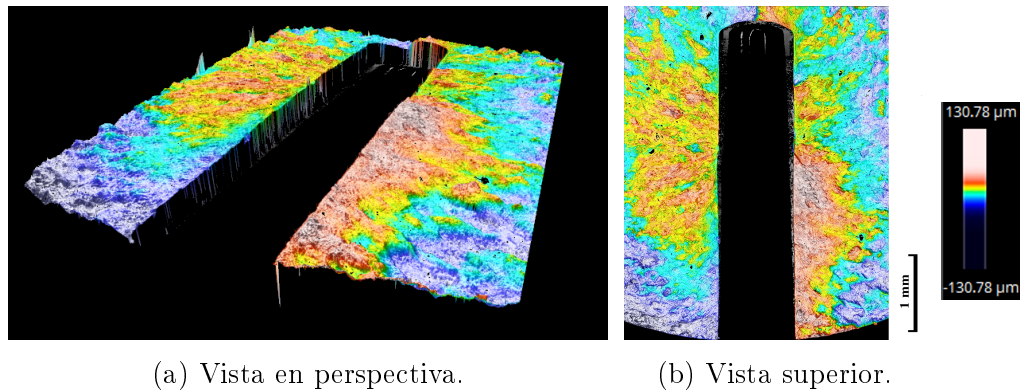 130.78 µm
-130.78 µm
1 mm
(a) Vista en perspectiva.
(b) Vista superior.